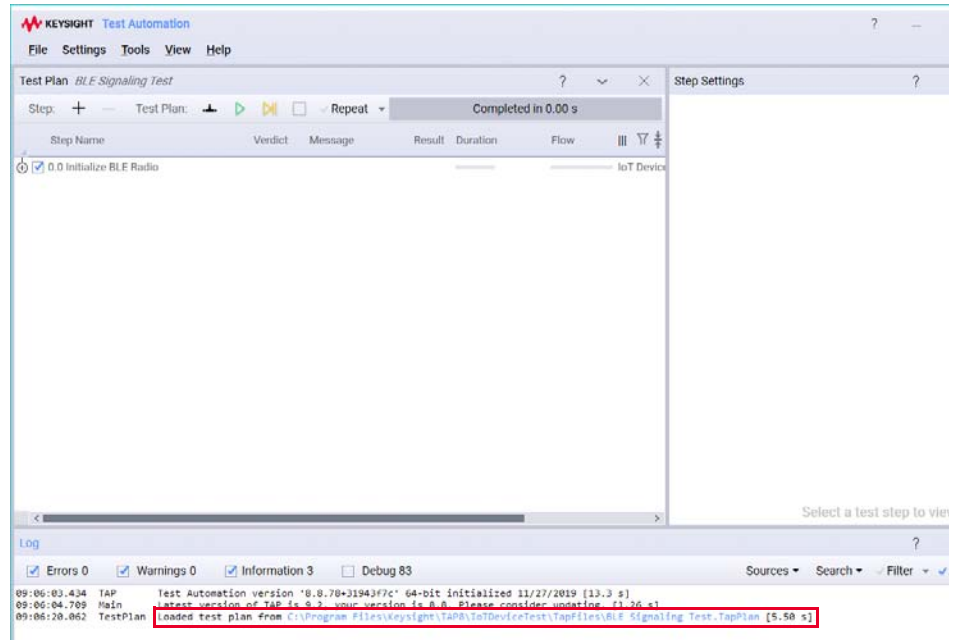 KEYSIGHT Test Automation
? –
File Settings Tools View Help
Test Plan BLE Signaling Test ?
Step Settings ?
Step: + – Test Plan: Repeat Completed in 0.00 s
Step Name Verdict Message Result Duration Flow
0.0 Initialize BLE Radio IoT Device
Select a test step to vie
Log ?
Errors 0 Warnings 0 Information 3 Debug 83 Sources Search Filter
09:06:03.434 TAP Test Automation version '8.8.78+31943f7c' 64-bit initialized 11/27/2019 [13.3 s]
09:06:04.709 Main Latest version of TAP is 9.2, your version is 8.8. Please consider updating. [1.26 s]
09:06:20.062 TestPlan Loaded test plan from C:\Program Files\Keysight\TAP8\IoTDeviceTest\TapFiles\BLE Signaling Test.TapPlan [5.50 s]